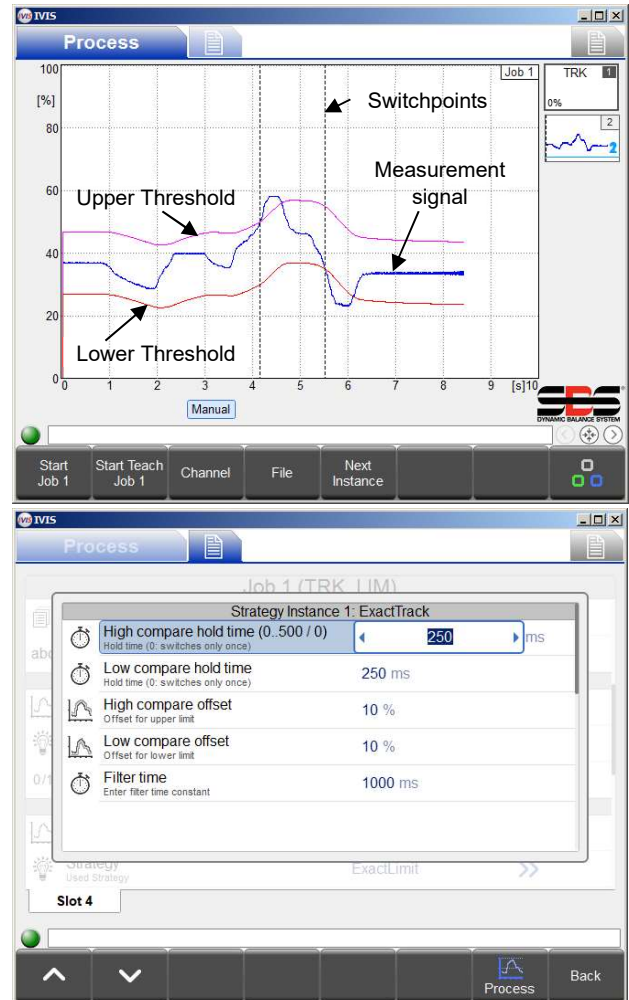 IVIS IVIS
Process
100
[%]
80
60
40
20
0
Job 1
Switchpoints
Measurement
signal
Upper Threshold
Lower Threshold
0 1 2 3 4 5 6 7 8 9 [s]10
TRK 1
0%
2
2
Manual
SBS
DYNAMIC BALANCE SYSTEM
Start
Job 1
Start Teach
Job 1
Channel
File
Next
Instance
IVIS IVIS
Process
Job 1 (TRK_LIM)
Strategy Instance 1: ExactTrack
High compare hold time (0..500 / 0)
Hold time (0: switches only once)
250 ms
Low compare hold time
Hold time (0: switches only once)
250 ms
High compare offset
Offset for upper limit
10 %
Low compare offset
Offset for lower limit
10 %
Filter time
Enter filter time constant
1000 ms
abc
0/1
Strategy
Used Strategy
ExactLimit
Slot 4
Process
Back